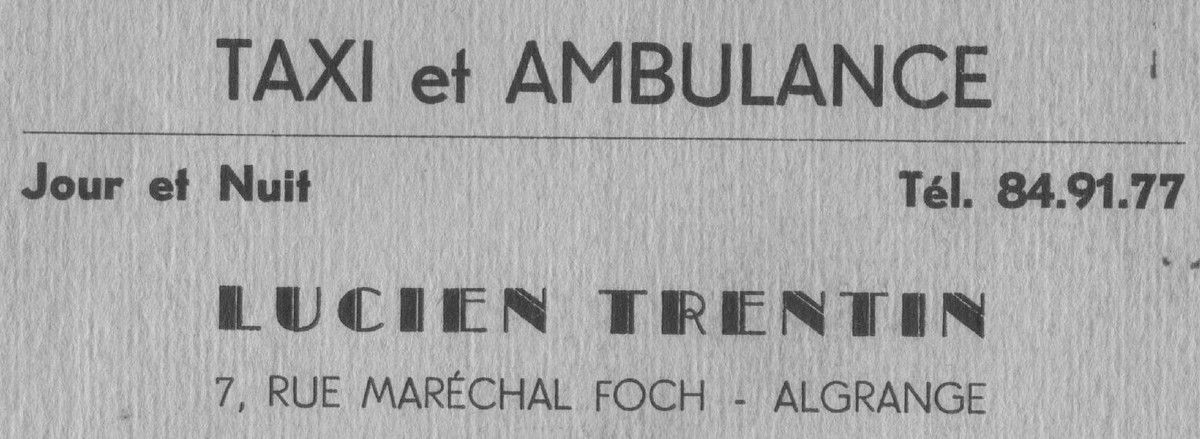 TAXI et AMBULANCE
Jour et Nuit Tél. 84.91.77
LUCIEN TRENTIN
7, RUE MARÉCHAL FOCH - ALGRANGE